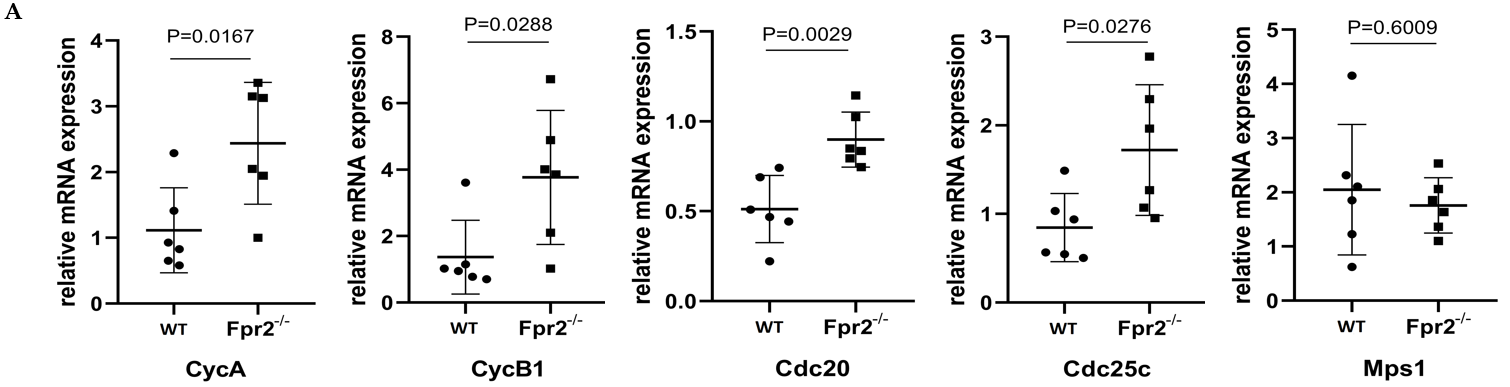 A
P=0.0167
relative mRNA expression
4
3
2
1
0
WT
Fpr2-/-
CycA
P=0.0288
relative mRNA expression
8
6
4
2
0
WT
Fpr2-/-
CycB1
P=0.0029
relative mRNA expression
1.5
1.0
0.5
0.0
WT
Fpr2-/-
Cdc20
P=0.0276
relative mRNA expression
3
2
1
0
WT
Fpr2-/-
Cdc25c
P=0.6009
relative mRNA expression
5
4
3
2
1
0
WT
Fpr2-/-
Mps1